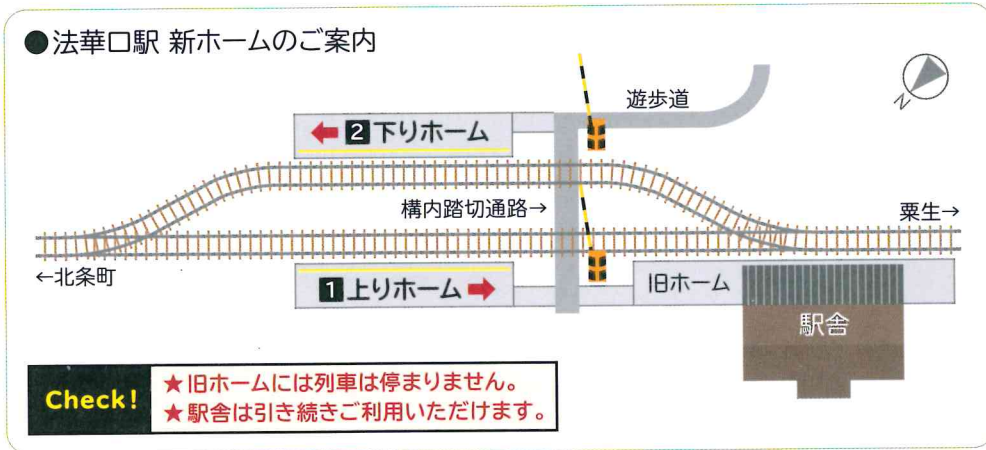 ●法華口駅 新ホームのご案内
遊歩道
N
← 2 下りホーム
構内踏切通路→
粟生→
←北条町
1 上りホーム →
旧ホーム
駅舎
Check!
★旧ホームには列車は停まりません。
★駅舎は引き続きご利用いただけます。